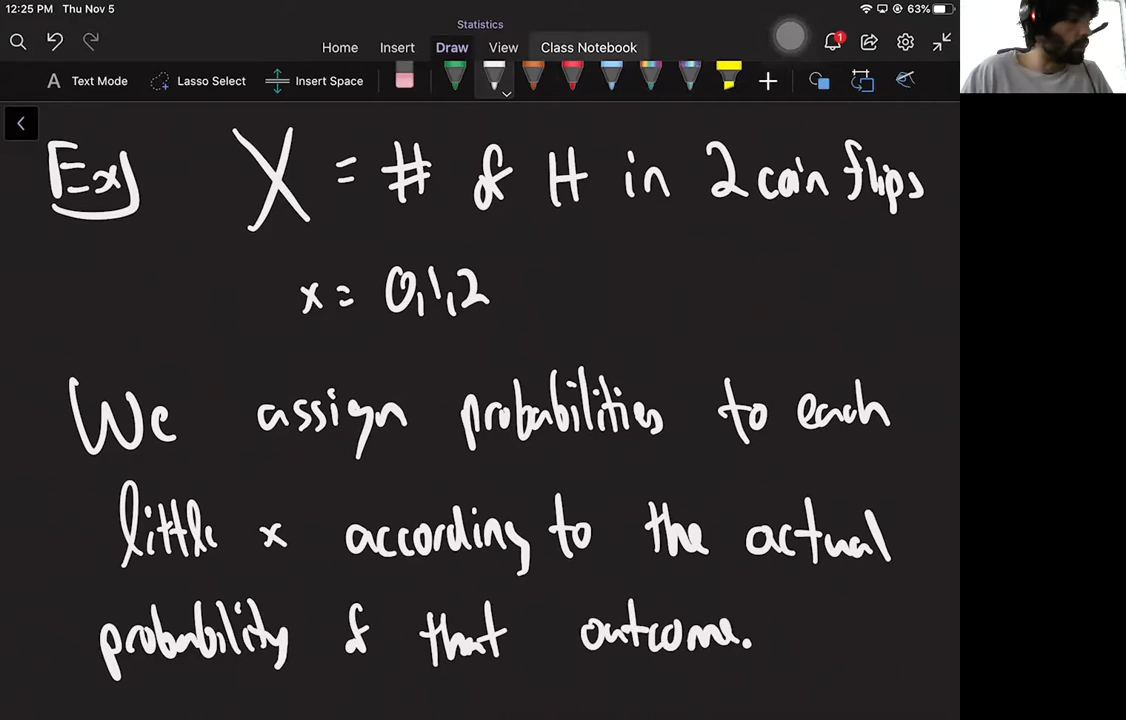 12:25 PM Thu Nov 5
63%
Statistics
Home Insert Draw View Class Notebook
1
A Text Mode Lasso Select Insert Space
Ex) X = # of H in 2 coin flips
x = 0,1,2
We assign probabilities to each
little x according to the actual
probability of that outcome.